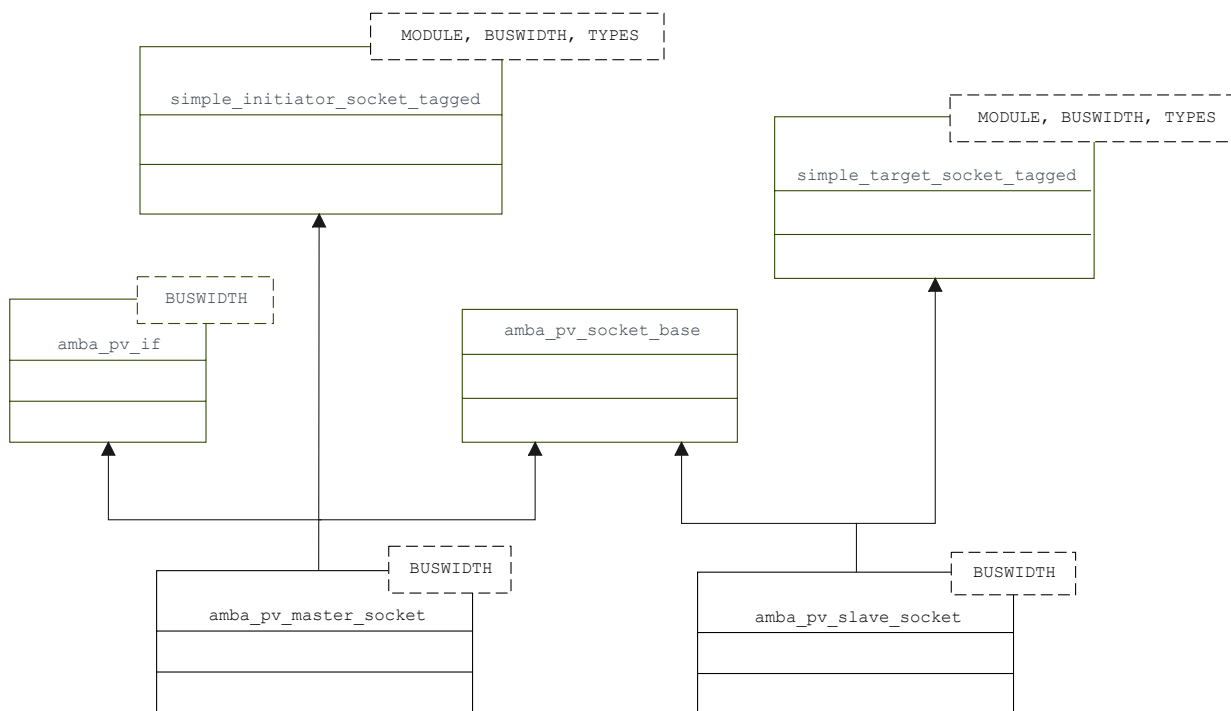 MODULE, BUSWIDTH, TYPES
simple_initiator_socket_tagged
MODULE, BUSWIDTH, TYPES
simple_target_socket_tagged
BUSWIDTH
amba_pv_if
amba_pv_socket_base
BUSWIDTH
amba_pv_master_socket
BUSWIDTH
amba_pv_slave_socket